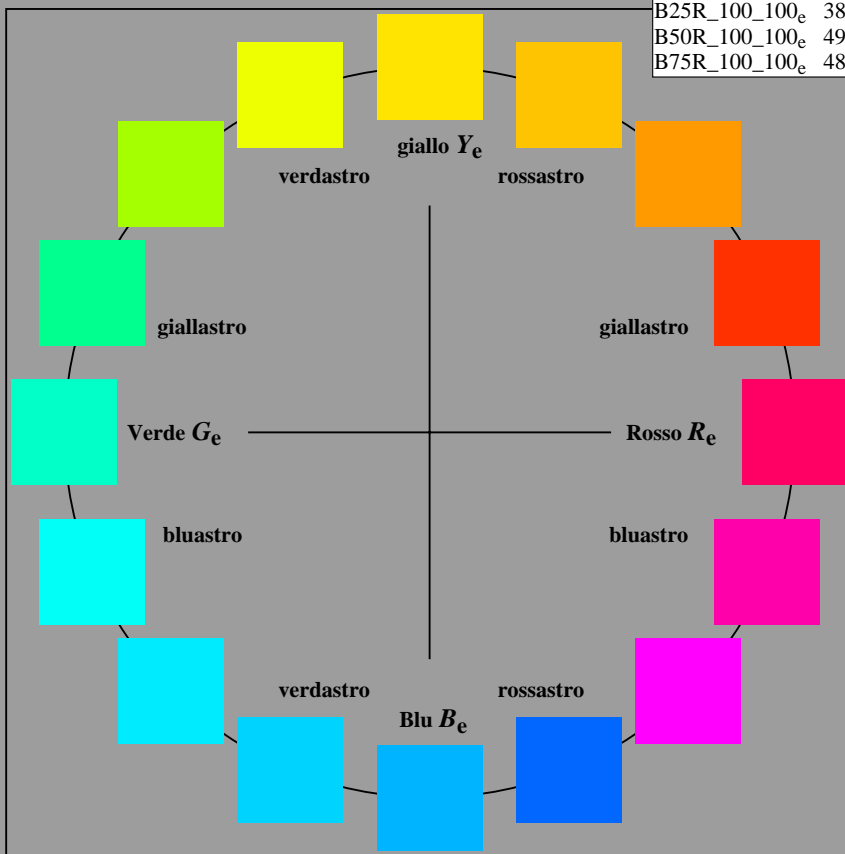 B25R_100_100e 38
B50R_100_100e 49
B75R_100_100e 48
giallo Ye
verdastro rossastro
giallastro giallastro
Verde Ge Rosso Re
bluastro bluastro
verdastro rossastro
Blu Be